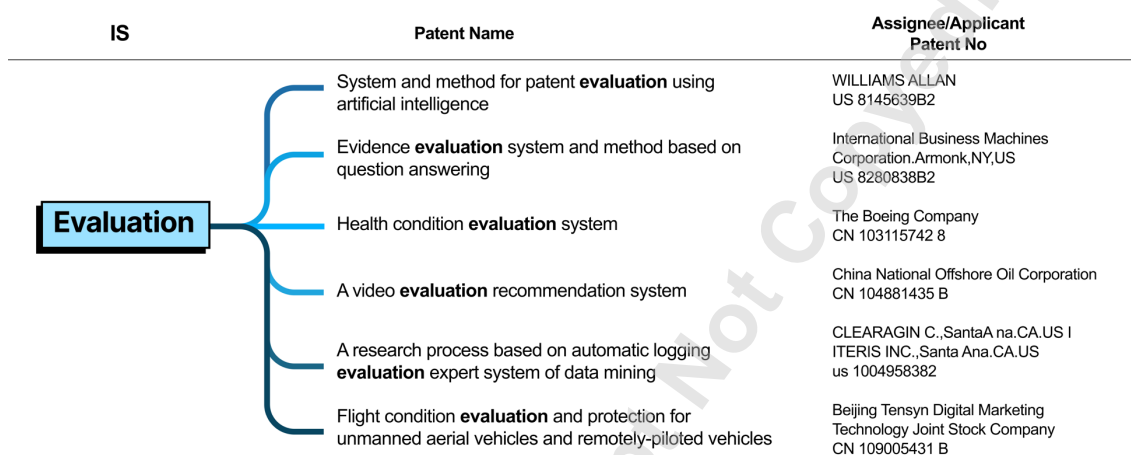 IS
Patent Name
Assignee/Applicant
Patent No
System and method for patent evaluation using
artificial intelligence
WILLIAMS ALLAN
US 8145639B2
Evidence evaluation system and method based on
question answering
International Business Machines
Corporation.Armonk,NY,US
US 8280838B2
Evaluation
Health condition evaluation system
The Boeing Company
CN 103115742 8
A video evaluation recommendation system
China National Offshore Oil Corporation
CN 104881435 B
A research process based on automatic logging
evaluation expert system of data mining
CLEARAGIN C.,SantaA na.CA.US I
ITERIS INC.,Santa Ana.CA.US
us 1004958382
Flight condition evaluation and protection for
unmanned aerial vehicles and remotely-piloted vehicles
Beijing Tensyn Digital Marketing
Technology Joint Stock Company
CN 109005431 B
Not Copyed